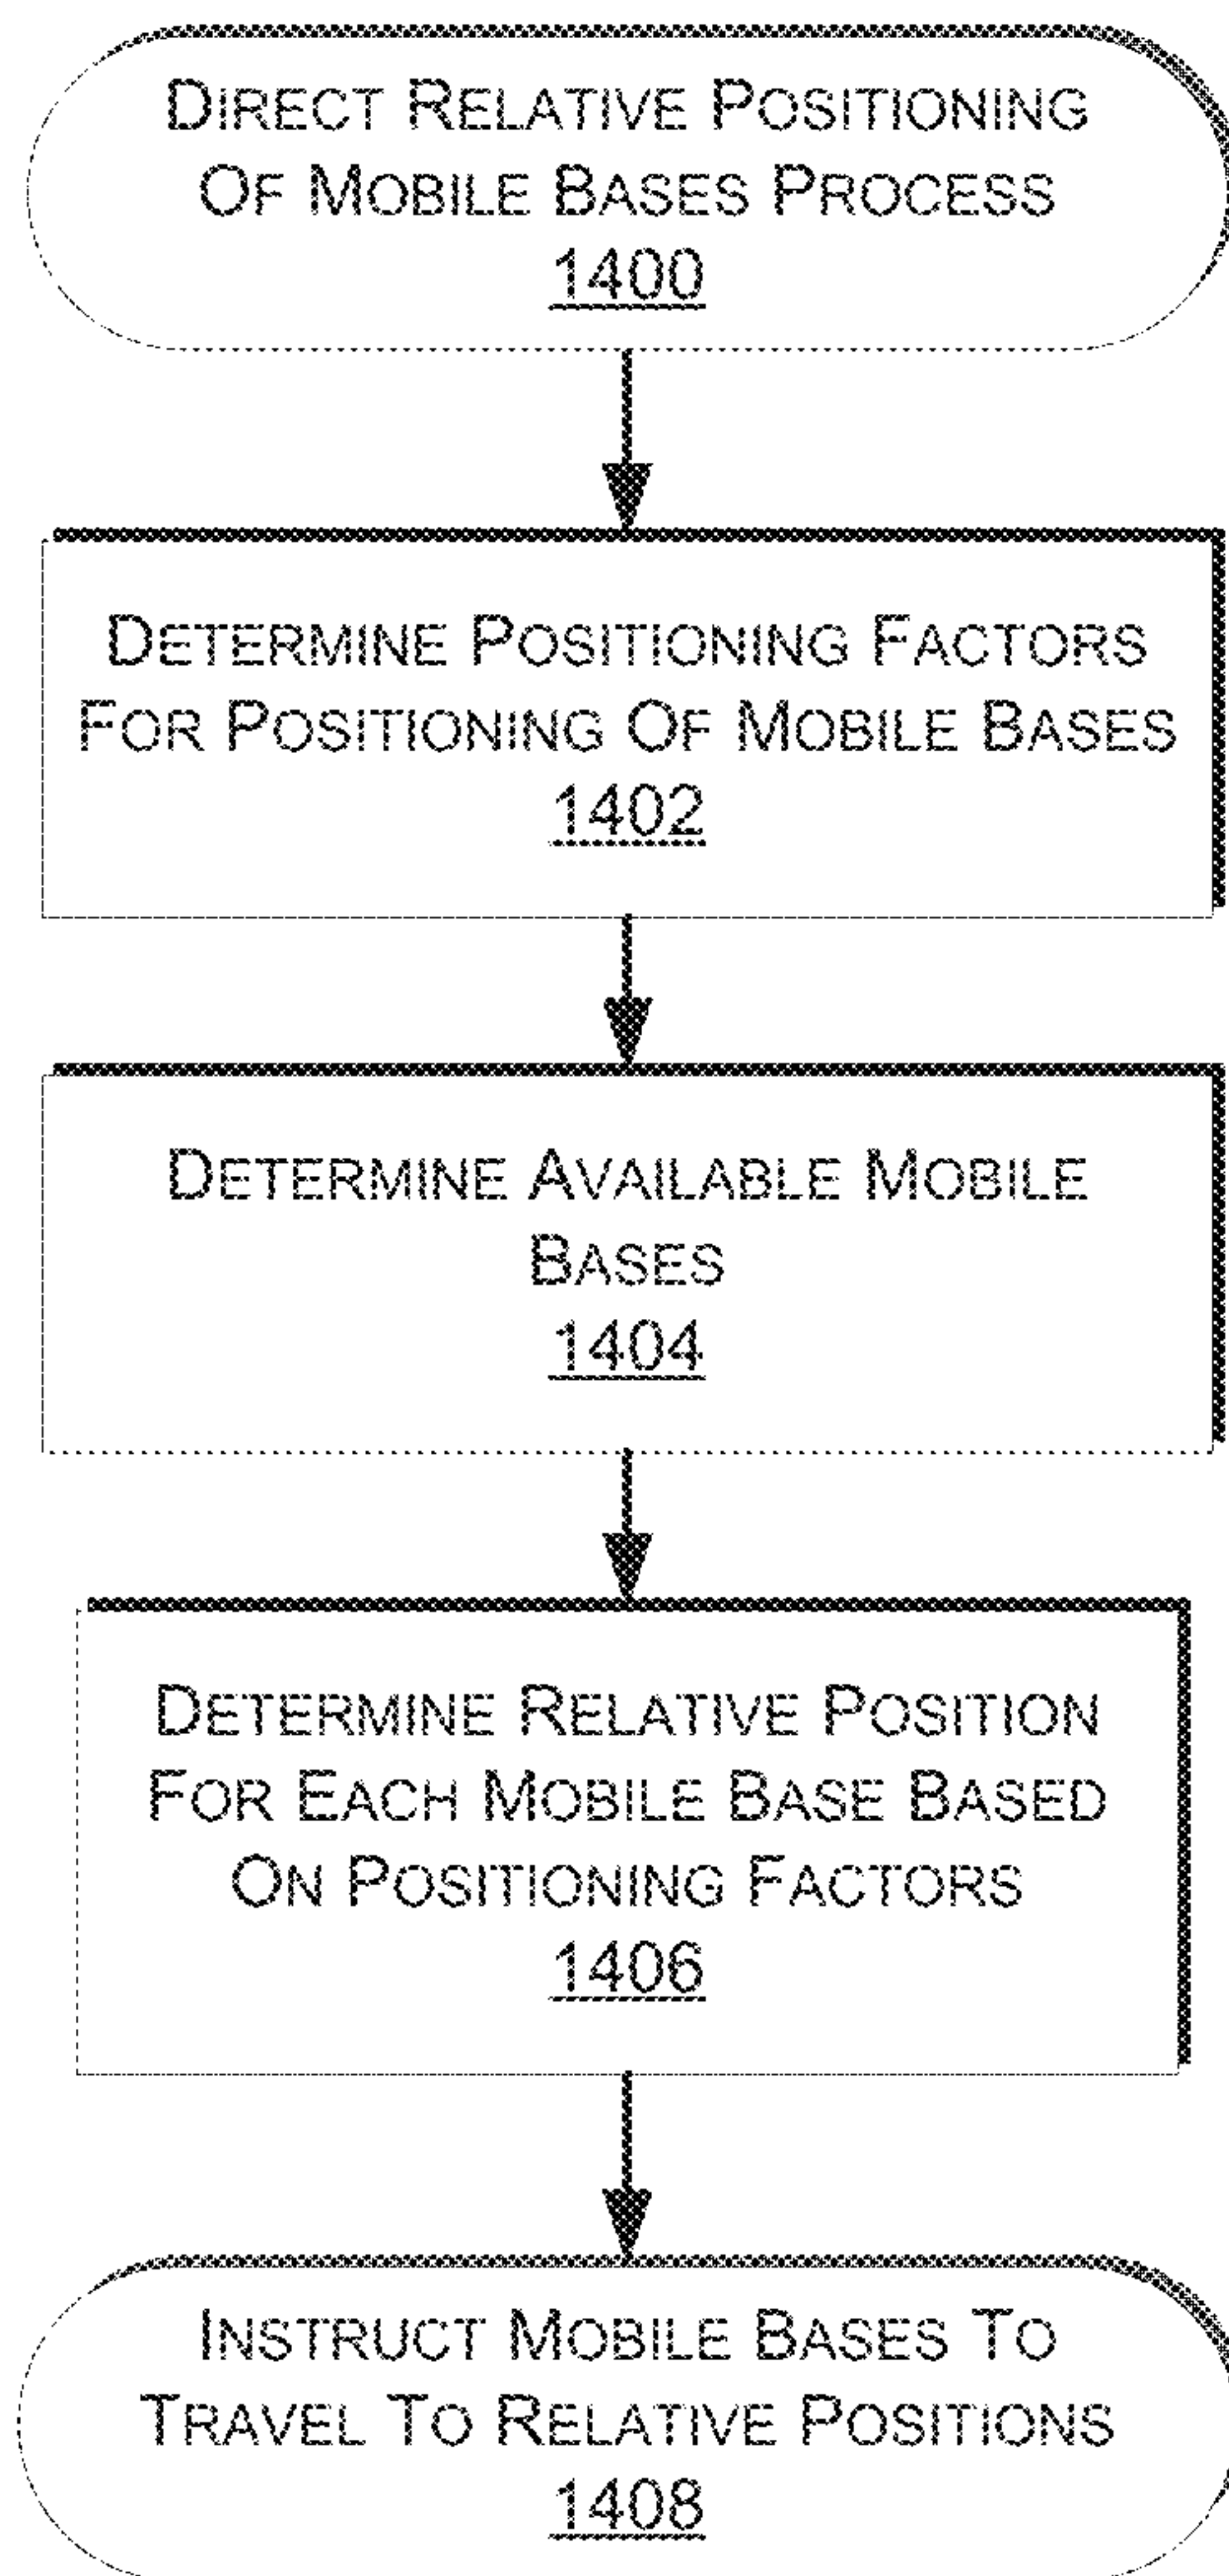 DIRECT RELATIVE POSITIONING
OF MOBILE BASES PROCESS
1400
DETERMINE POSITIONING FACTORS
FOR POSITIONING OF MOBILE BASES
1402
DETERMINE AVAILABLE MOBILE
BASES
1404
DETERMINE RELATIVE POSITION
FOR EACH MOBILE BASE BASED
ON POSITIONING FACTORS
1406
INSTRUCT MOBILE BASES TO
TRAVEL TO RELATIVE POSITIONS
1408